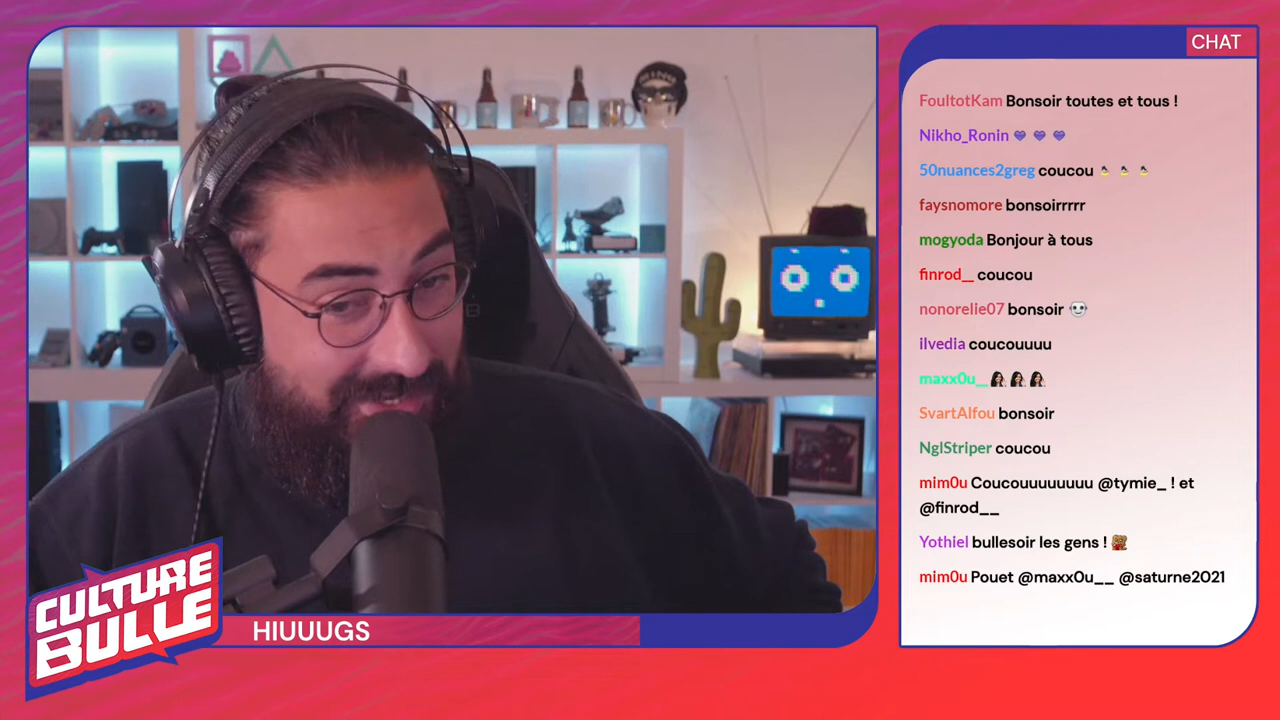 CHAT
FoultotKam Bonsoir toutes et tous !
Nikho_Ronin
50nuances2greg coucou
faysnomore bonsoirrrrr
mogyoda Bonjour à tous
finrod__ coucou
nonorelie07 bonsoir
ilvedia coucouuuu
maxx0u__
SvartAlfou bonsoir
NglStriper coucou
mim0u Coucouuuuuuuu @tymie_ ! et
@finrod__
Yothiel bullesoir les gens !
mim0u Pouet @maxx0u__ @saturne2021
CULTURE
BULLE
HIUUUGS